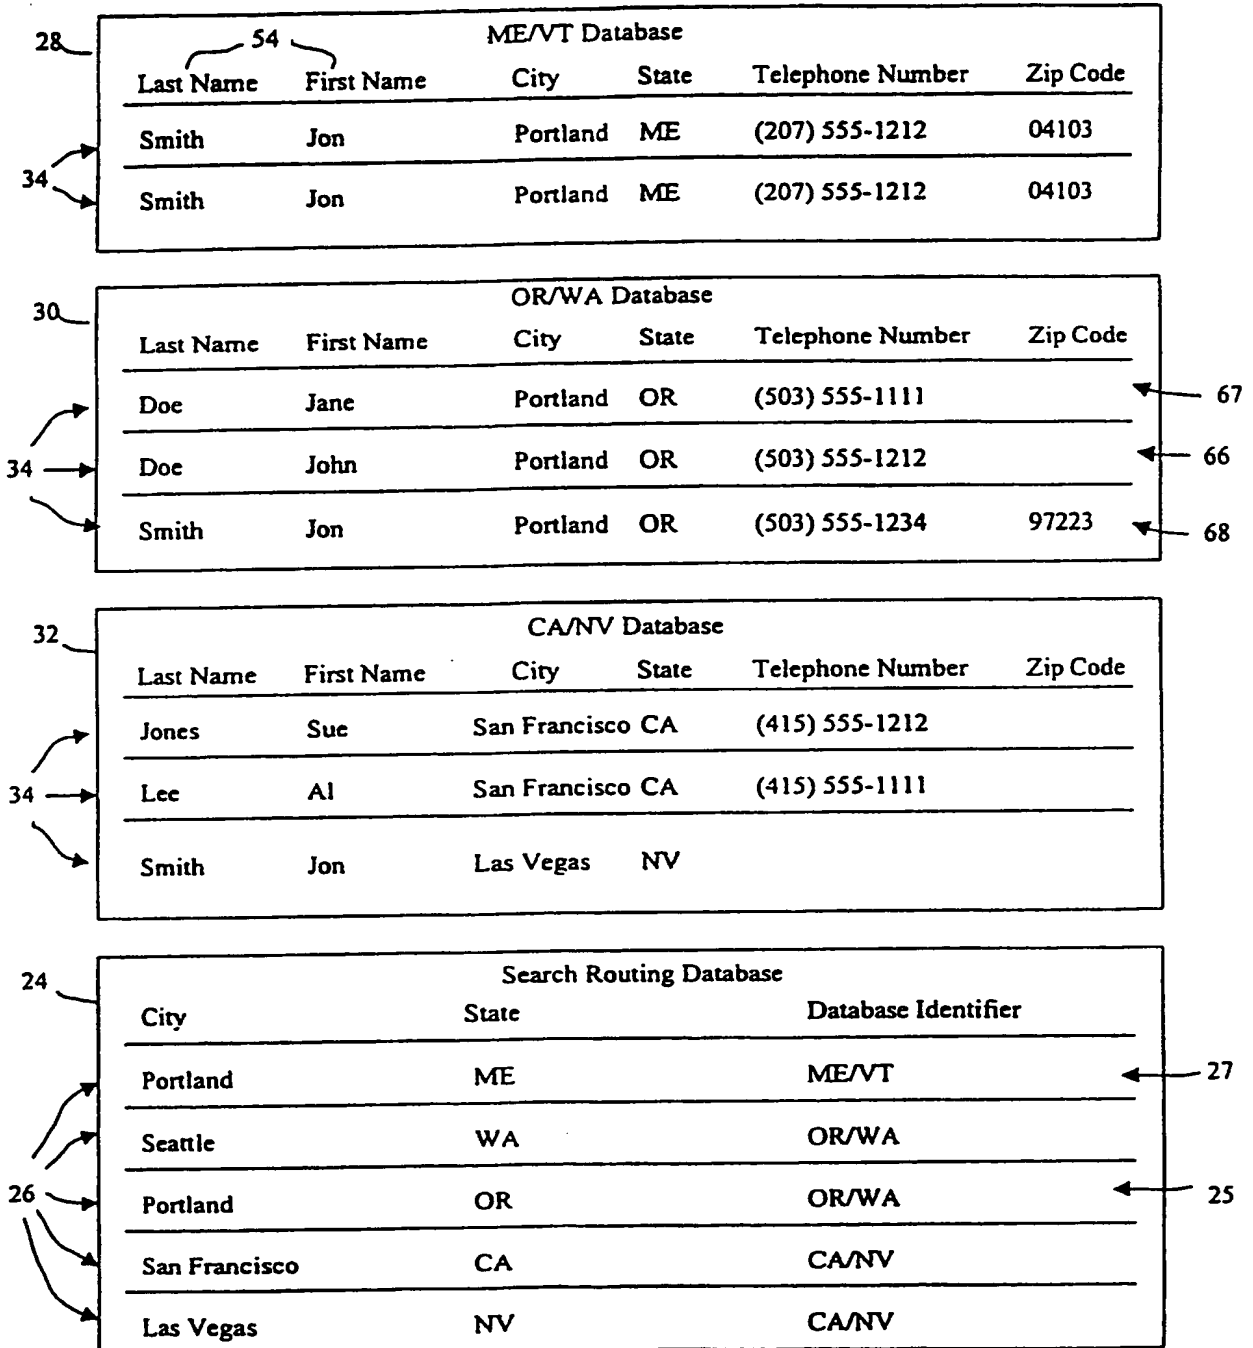 28 54 ME/VT Database
Last Name First Name City State Telephone Number Zip Code
Smith Jon Portland ME (207) 555-1212 04103
34
Smith Jon Portland ME (207) 555-1212 04103
30 OR/WA Database
Last Name First Name City State Telephone Number Zip Code
Doe Jane Portland OR (503) 555-1111 67
34 Doe John Portland OR (503) 555-1212 66
Smith Jon Portland OR (503) 555-1234 97223 68
32 CA/NV Database
Last Name First Name City State Telephone Number Zip Code
Jones Sue San Francisco CA (415) 555-1212
34 Lee Al San Francisco CA (415) 555-1111
Smith Jon Las Vegas NV
24 Search Routing Database
City State Database Identifier
Portland ME ME/VT 27
Seattle WA OR/WA
26 Portland OR OR/WA 25
San Francisco CA CA/NV
Las Vegas NV CA/NV